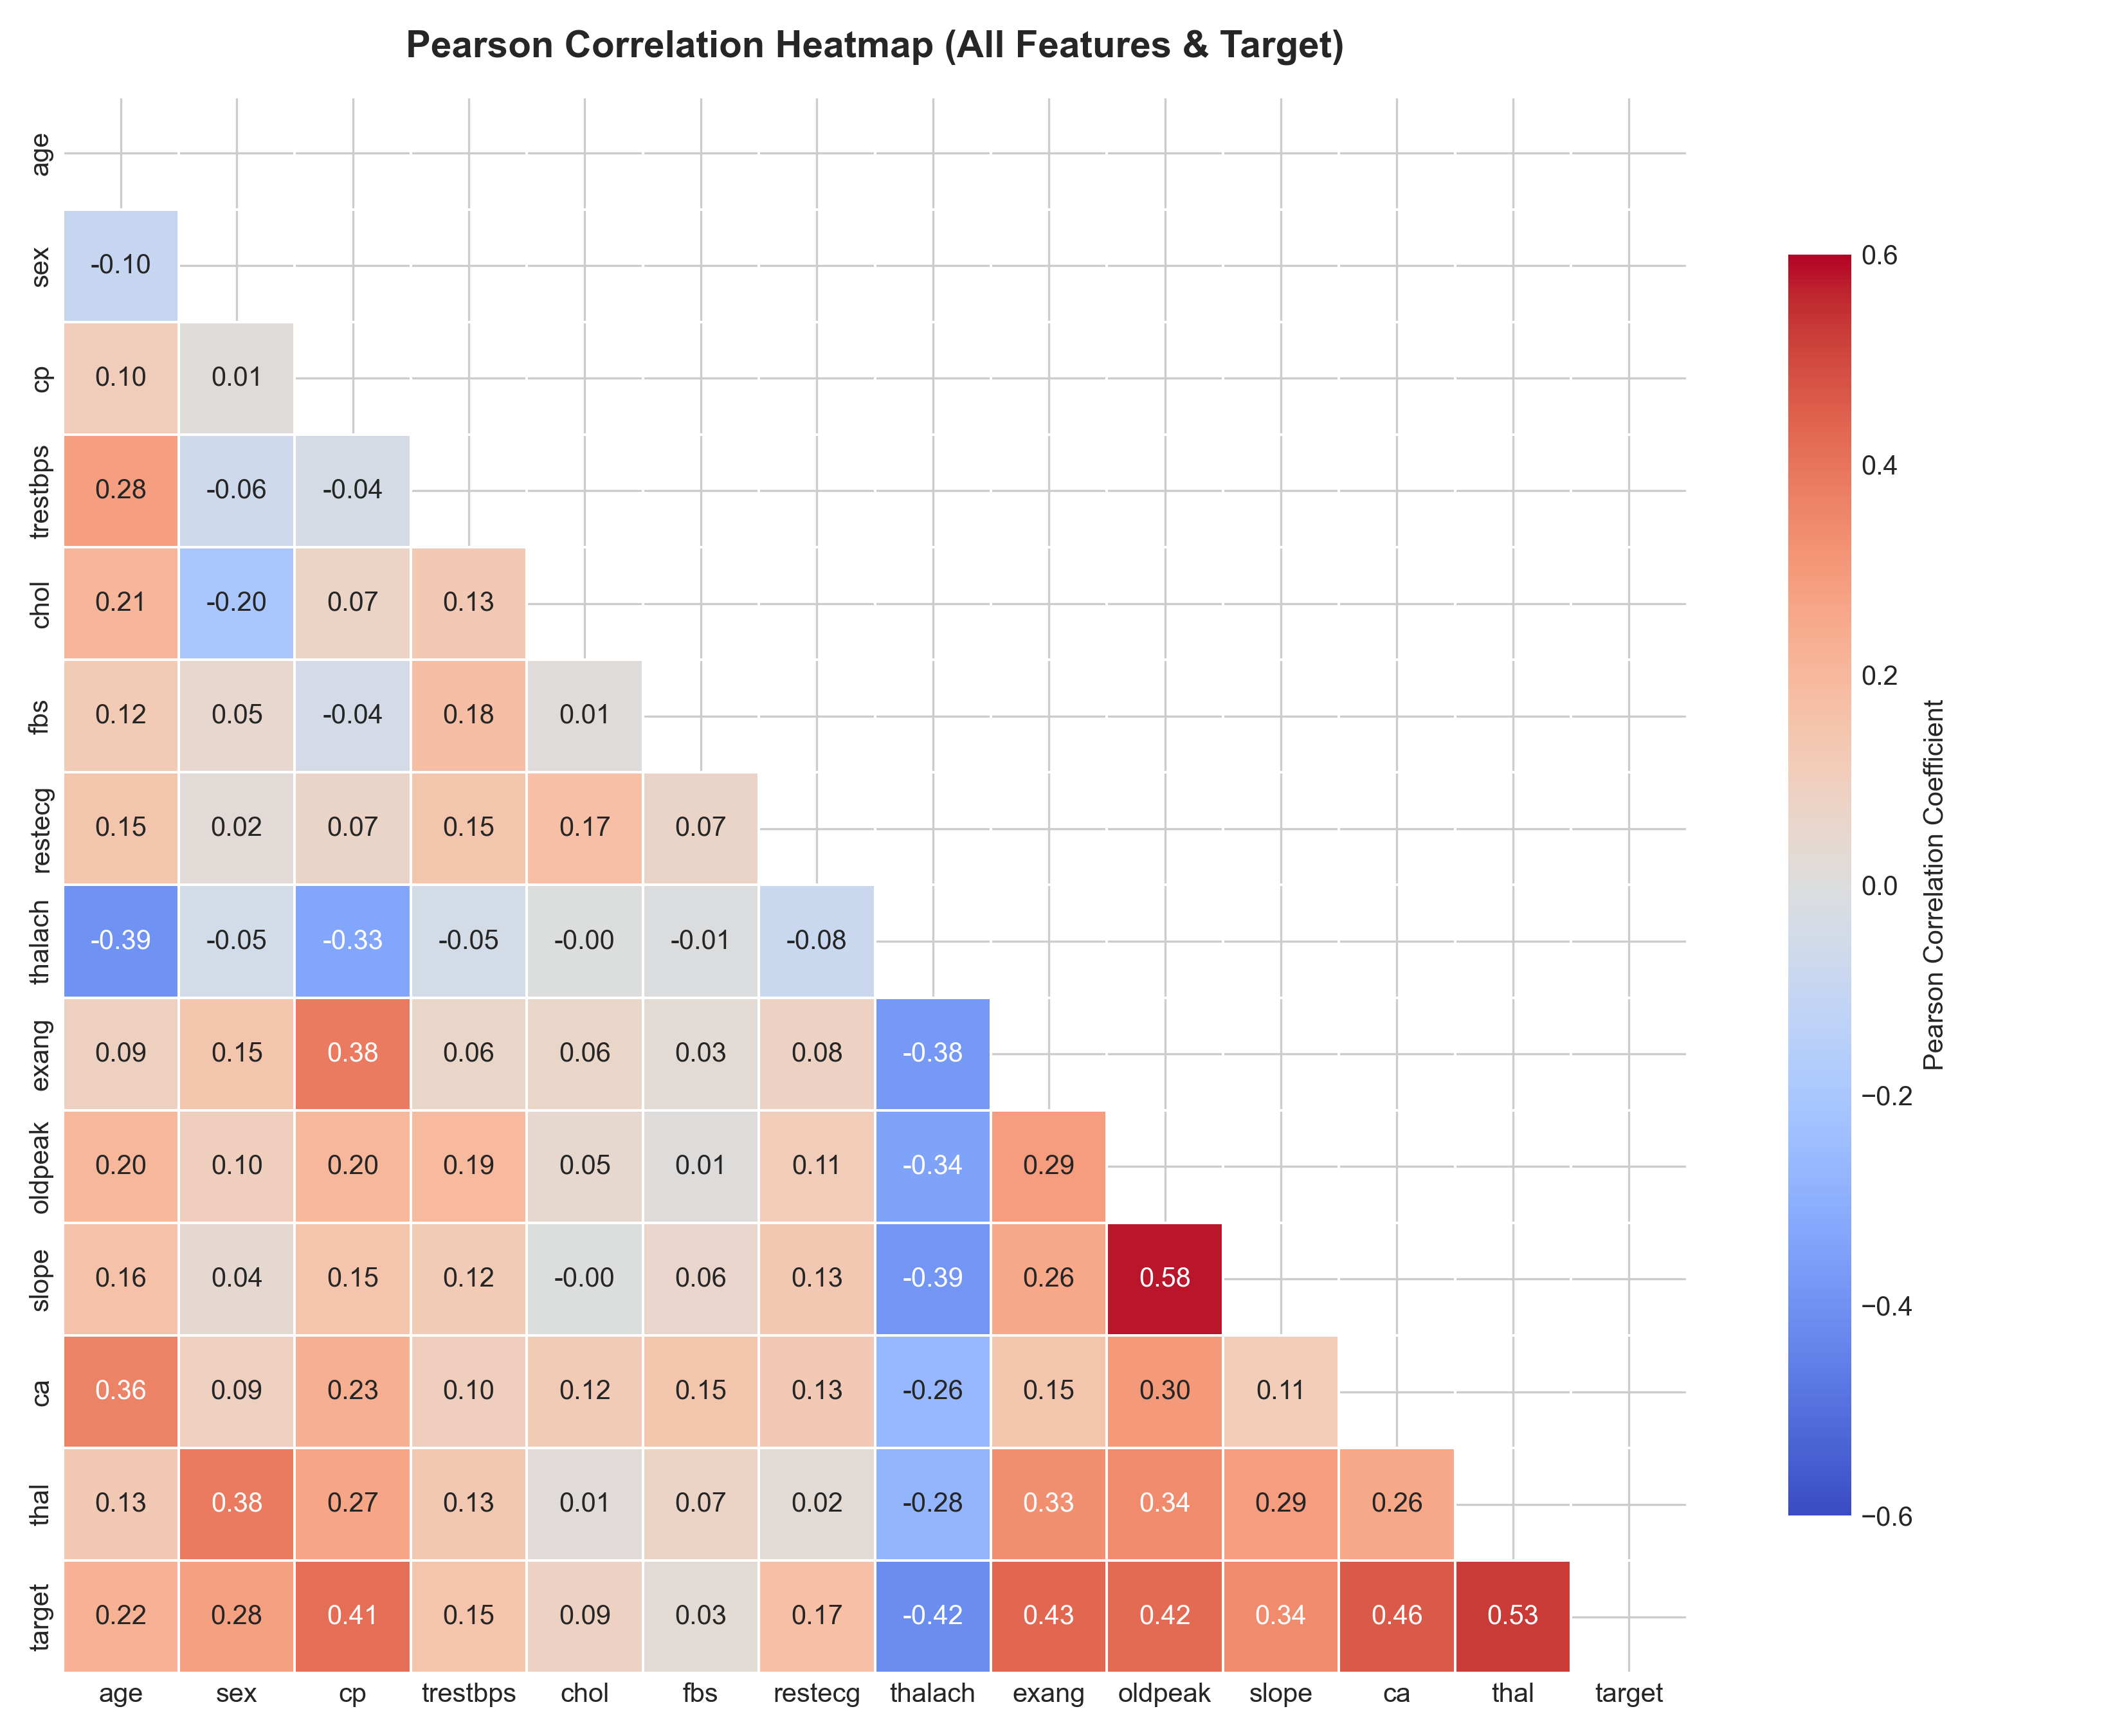 Pearson Correlation Heatmap (All Features & Target)
age
sex -0.10
cp 0.10 0.01
trestbps 0.28 -0.06 -0.04
chol 0.21 -0.20 0.07 0.13
fbs 0.12 0.05 -0.04 0.18 0.01
restecg 0.15 0.02 0.07 0.15 0.17 0.07
thalach -0.39 -0.05 -0.33 -0.05 -0.00 -0.01 -0.08
exang 0.09 0.15 0.38 0.06 0.06 0.03 0.08 -0.38
oldpeak 0.20 0.10 0.20 0.19 0.05 0.01 0.11 -0.34 0.29
slope 0.16 0.04 0.15 0.12 -0.00 0.06 0.13 -0.39 0.26 0.58
ca 0.36 0.09 0.23 0.10 0.12 0.15 0.13 -0.26 0.15 0.30 0.11
thal 0.13 0.38 0.27 0.13 0.01 0.07 0.02 -0.28 0.33 0.34 0.29 0.26
target 0.22 0.28 0.41 0.15 0.09 0.03 0.17 -0.42 0.43 0.42 0.34 0.46 0.53
age sex cp trestbps chol fbs restecg thalach exang oldpeak slope ca thal target
0.6
0.4
0.2
0.0
−0.2
−0.4
−0.6
Pearson Correlation Coefficient